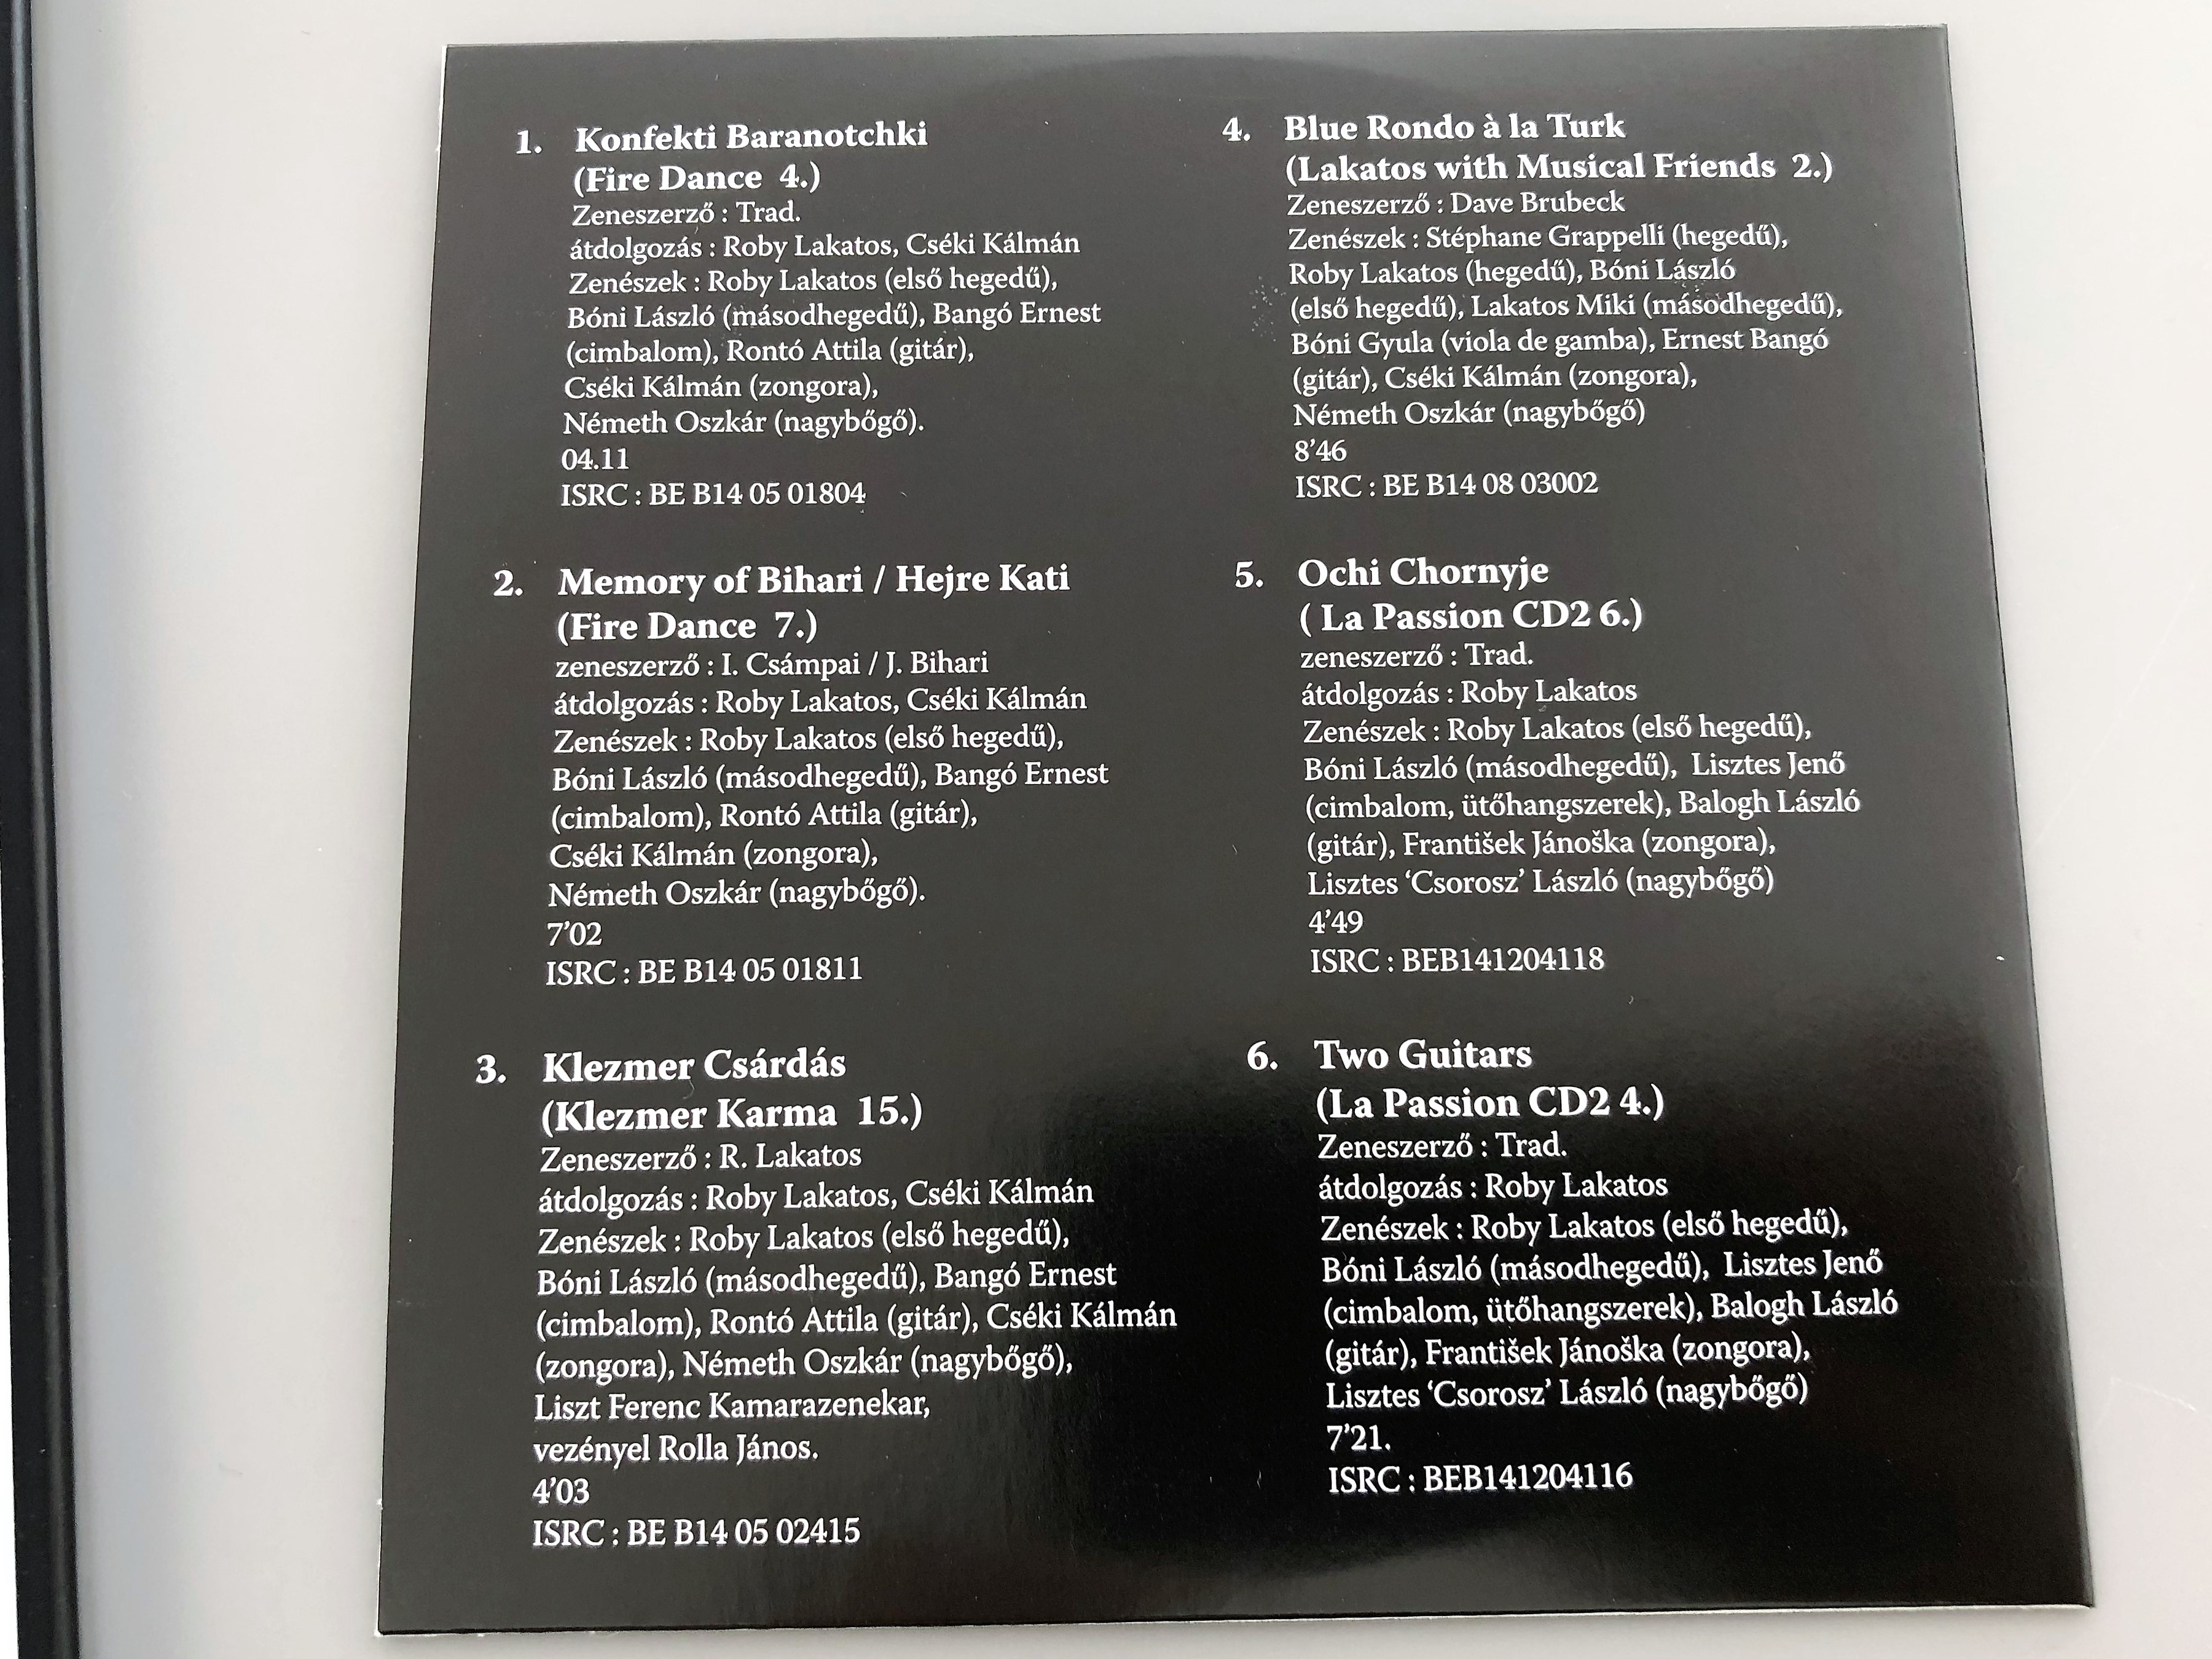 1. Konfekti Baranotchki
(Fire Dance 4.)
Zeneszerző : Trad.
átdolgozás : Roby Lakatos, Cséki Kálmán
Zenészek : Roby Lakatos (első hegedű),
Bóni László (másodhegedű), Bangó Ernest
(cimbalom), Rontó Attila (gitár),
Cséki Kálmán (zongora),
Németh Oszkár (nagybőgő).
04.11
ISRC : BE B14 05 01804
2. Memory of Bihari / Hejre Kati
(Fire Dance 7.)
zeneszerző : I. Csámpai / J. Bihari
átdolgozás : Roby Lakatos, Cséki Kálmán
Zenészek : Roby Lakatos (első hegedű),
Bóni László (másodhegedű), Bangó Ernest
(cimbalom), Rontó Attila (gitár),
Cséki Kálmán (zongora),
Németh Oszkár (nagybőgő).
7’02
ISRC : BE B14 05 01811
3. Klezmer Csárdás
(Klezmer Karma 15.)
Zeneszerző : R. Lakatos
átdolgozás : Roby Lakatos, Cséki Kálmán
Zenészek : Roby Lakatos (első hegedű),
Bóni László (másodhegedű), Bangó Ernest
(cimbalom), Rontó Attila (gitár), Cséki Kálmán
(zongora), Németh Oszkár (nagybőgő),
Liszt Ferenc Kamarazenekar,
vezényel Rolla János.
4’03
ISRC : BE B14 05 02415
4. Blue Rondo à la Turk
(Lakatos with Musical Friends 2.)
Zeneszerző : Dave Brubeck
Zenészek : Stéphane Grappelli (hegedű),
Roby Lakatos (hegedű), Bóni László
(első hegedű), Lakatos Miki (másodhegedű),
Bóni Gyula (viola de gamba), Ernest Bangó
(gitár), Cséki Kálmán (zongora),
Németh Oszkár (nagybőgő)
8’46
ISRC : BE B14 08 03002
5. Ochi Chornyje
( La Passion CD2 6.)
zeneszerző : Trad.
átdolgozás : Roby Lakatos
Zenészek : Roby Lakatos (első hegedű),
Bóni László (másodhegedű), Lisztes Jenő
(cimbalom, ütőhangszerek), Balogh László
(gitár), František Jánoška (zongora),
Lisztes ‘Csorosz’ László (nagybőgő)
4’49
ISRC : BEB141204118
6. Two Guitars
(La Passion CD2 4.)
Zeneszerző : Trad.
átdolgozás : Roby Lakatos
Zenészek : Roby Lakatos (első hegedű),
Bóni László (másodhegedű), Lisztes Jenő
(cimbalom, ütőhangszerek), Balogh László
(gitár), František Jánoška (zongora),
Lisztes ‘Csorosz’ László (nagybőgő)
7’21.
ISRC : BEB141204116